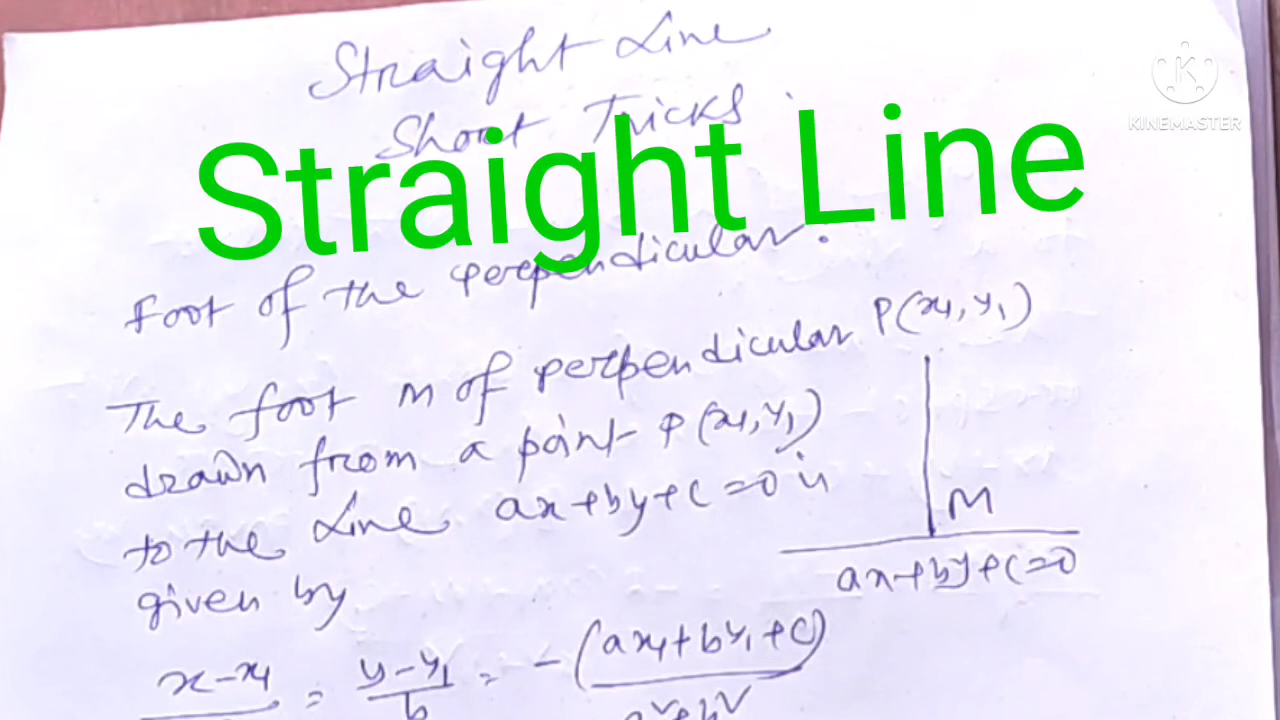 Straight Line
Short Tricks
Straight Line
KINEMASTER
Foot of the perpendicular.
The foot M of perpendicular
drawn from a point P(x₁, y₁)
to the Line ax+by+c=0 is
given by
P(x₁, y₁)
M
ax+by+c=0
x-x₁ = y-y₁ = -(ax₁+by₁+c)
b a²+b²